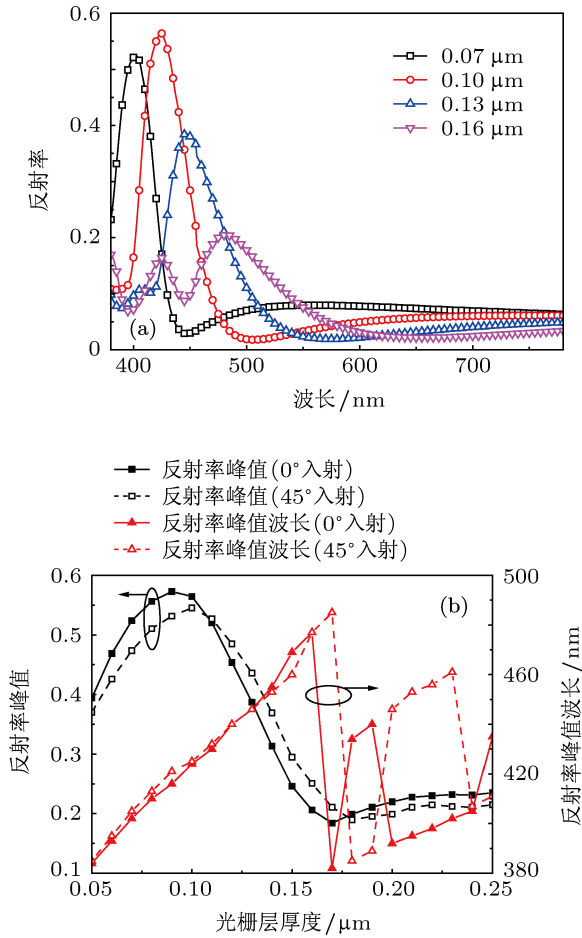 0.6
0.07 μm
0.10 μm
0.13 μm
0.16 μm
0.4
反射率
0.2
(a)
0
400 500 600 700
波长/nm
反射率峰值(0°入射)
反射率峰值(45°入射)
反射率峰值波长(0°入射)
反射率峰值波长(45°入射)
0.6 500
(b)
0.5
460
0.4
反射率峰值
反射率峰值波长/nm
0.3
420
0.2
0.1 380
0.05 0.10 0.15 0.20 0.25
光栅层厚度/μm